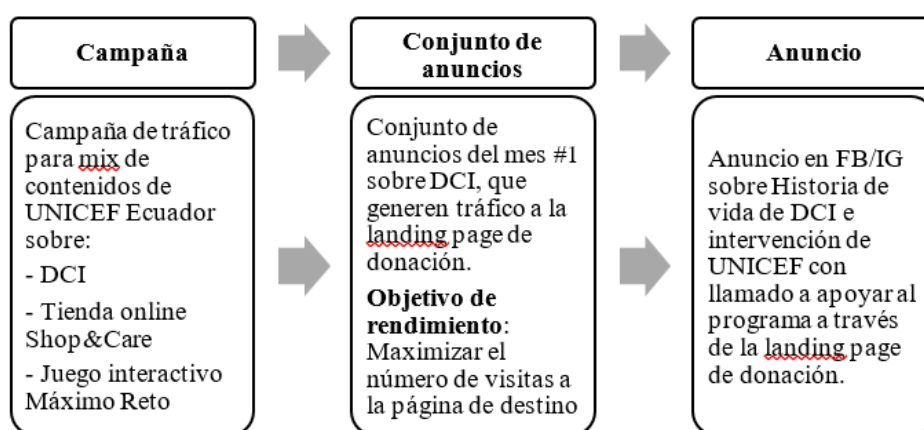 Campaña
Conjunto de
anuncios
Anuncio
Campaña de tráfico
para mix de
contenidos de
UNICEF Ecuador
sobre:
- DCI
- Tienda online
Shop&Care
- Juego interactivo
Máximo Reto
Conjunto de
anuncios del mes #1
sobre DCI, que
generen tráfico a la
landing page de
donación.
Objetivo de
rendimiento:
Maximizar el
número de visitas a
la página de destino
Anuncio en FB/IG
sobre Historia de
vida de DCI e
intervención de
UNICEF con
llamado a apoyar al
programa a través
de la landing page
de donación.